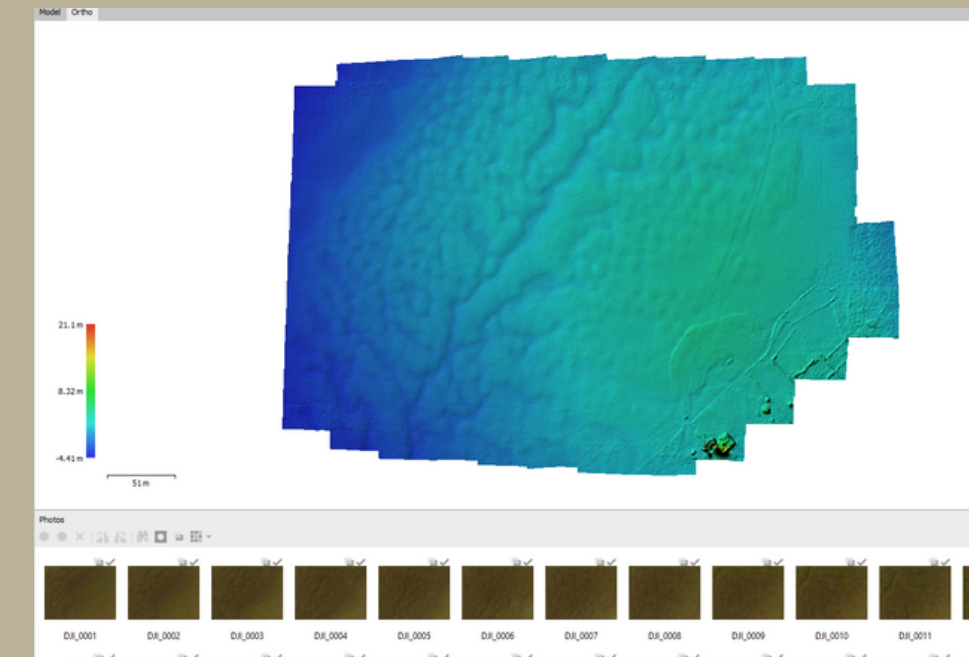 Model Ortho
21.1 m
8.32 m
-4.41 m
51 m
Photos
DJI_0001 DJI_0002 DJI_0003 DJI_0004 DJI_0005 DJI_0006 DJI_0007 DJI_0008 DJI_0009 DJI_0010 DJI_0011